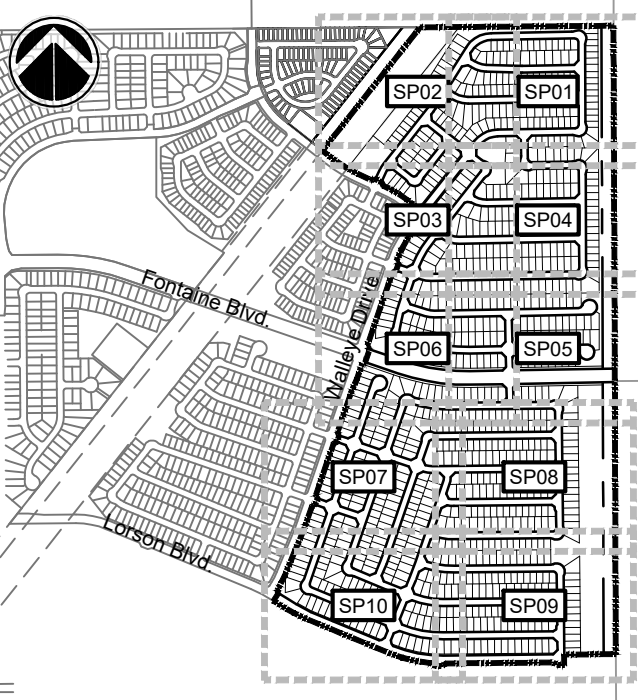 SP02
SP01
SP03
SP04
Fontaine Blvd.
Walleye Drive
SP06
SP05
SP07
SP08
Lorson Blvd.
SP10
SP09